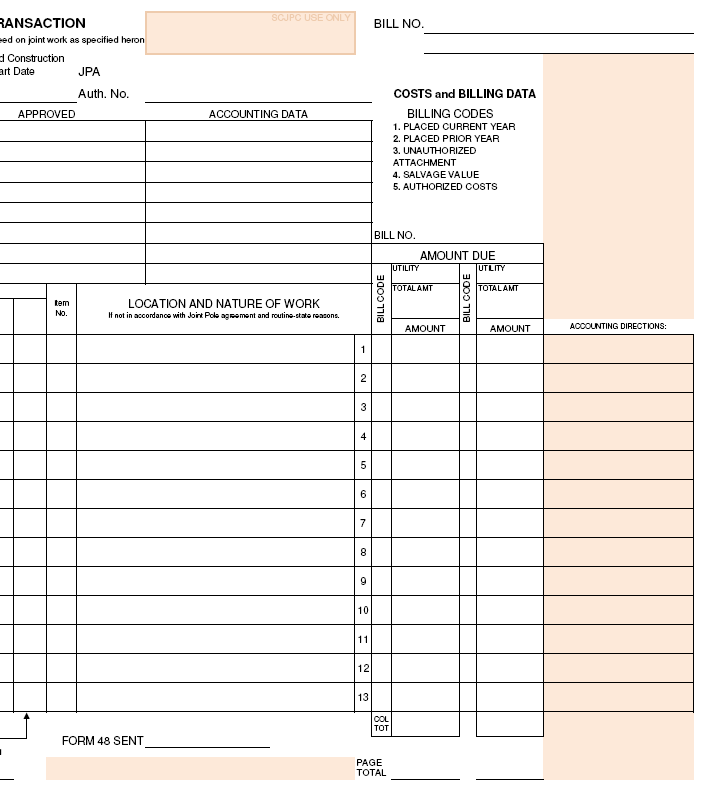 RANSACTION
SCJPC USE ONLY
BILL NO.
eed on joint work as specified heron
d Construction
art Date
JPA
Auth. No.
COSTS and BILLING DATA
APPROVED
ACCOUNTING DATA
BILLING CODES
1. PLACED CURRENT YEAR
2. PLACED PRIOR YEAR
3. UNAUTHORIZED
ATTACHMENT
4. SALVAGE VALUE
5. AUTHORIZED COSTS
BILL NO.
AMOUNT DUE
BILL CODE
UTILITY
TOTAL AMT
AMOUNT
BILL CODE
UTILITY
TOTAL AMT
AMOUNT
Item
No.
LOCATION AND NATURE OF WORK
If not in accordance with Joint Pole agreement and routine-state reasons.
ACCOUNTING DIRECTIONS:
1
2
3
4
5
6
7
8
9
10
11
12
13
COL
TOT
FORM 48 SENT
PAGE
TOTAL